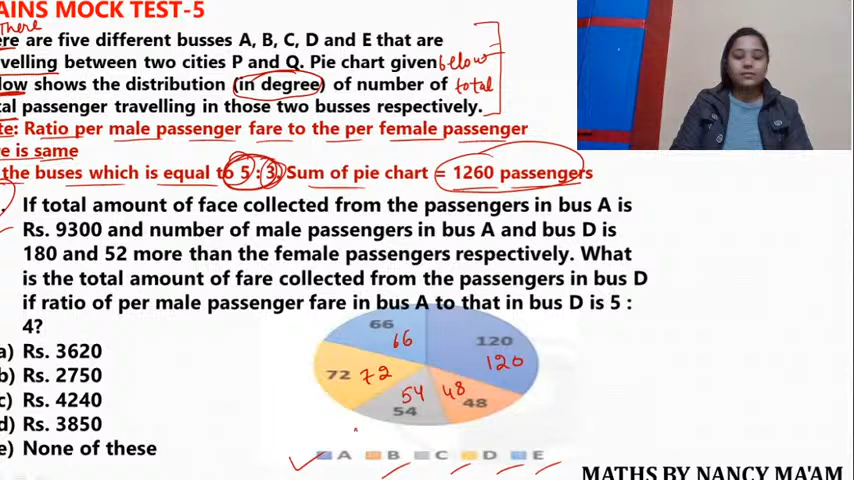 AINS MOCK TEST-5
There
ere are five different busses A, B, C, D and E that are
velling between two cities P and Q. Pie chart given below
low shows the distribution (in degree) of number of total
tal passenger travelling in those two busses respectively.
te: Ratio per male passenger fare to the per female passenger
re is same
the buses which is equal to 5 : 3. Sum of pie chart = 1260 passengers
If total amount of face collected from the passengers in bus A is
Rs. 9300 and number of male passengers in bus A and bus D is
180 and 52 more than the female passengers respectively. What
is the total amount of fare collected from the passengers in bus D
if ratio of per male passenger fare in bus A to that in bus D is 5 :
4?
a) Rs. 3620
b) Rs. 2750
c) Rs. 4240
d) Rs. 3850
e) None of these
66
66
120
120
72
72
54
48
54
48
A B C D E
MATHS BY NANCY MA'AM